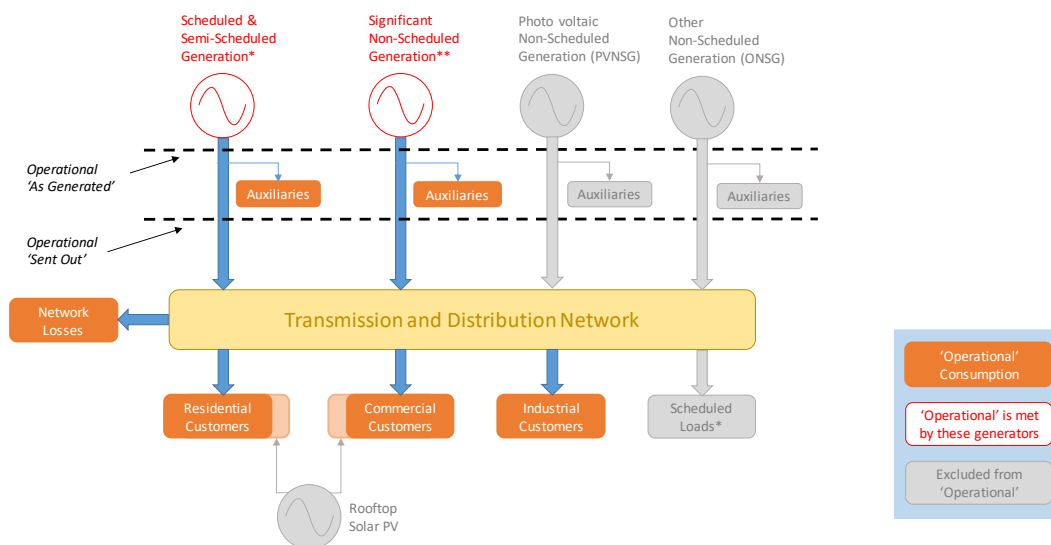 Scheduled &
Semi-Scheduled
Generation*
Significant
Non-Scheduled
Generation**
Photo voltaic
Non-Scheduled
Generation (PVNSG)
Other
Non-Scheduled
Generation (ONSG)
Operational
‘As Generated’
Auxiliaries
Auxiliaries
Auxiliaries
Auxiliaries
Operational
‘Sent Out’
Network
Losses
Transmission and Distribution Network
Residential
Customers
Commercial
Customers
Industrial
Customers
Scheduled
Loads*
Rooftop
Solar PV
‘Operational’
Consumption
‘Operational’ is met
by these generators
Excluded from
‘Operational’